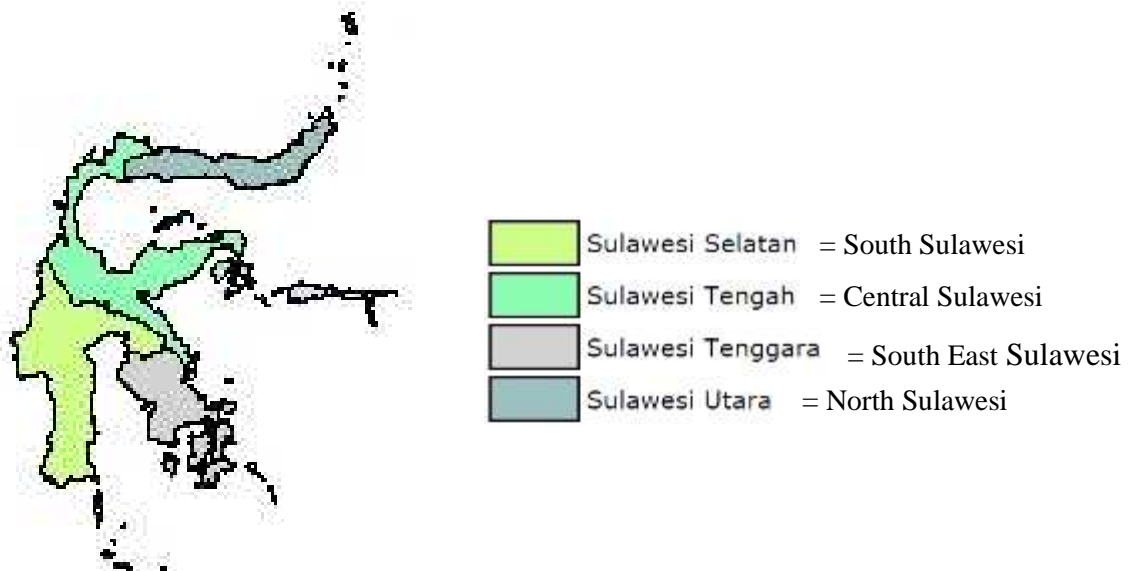 Sulawesi Selatan = South Sulawesi
Sulawesi Tengah = Central Sulawesi
Sulawesi Tenggara = South East Sulawesi
Sulawesi Utara = North Sulawesi